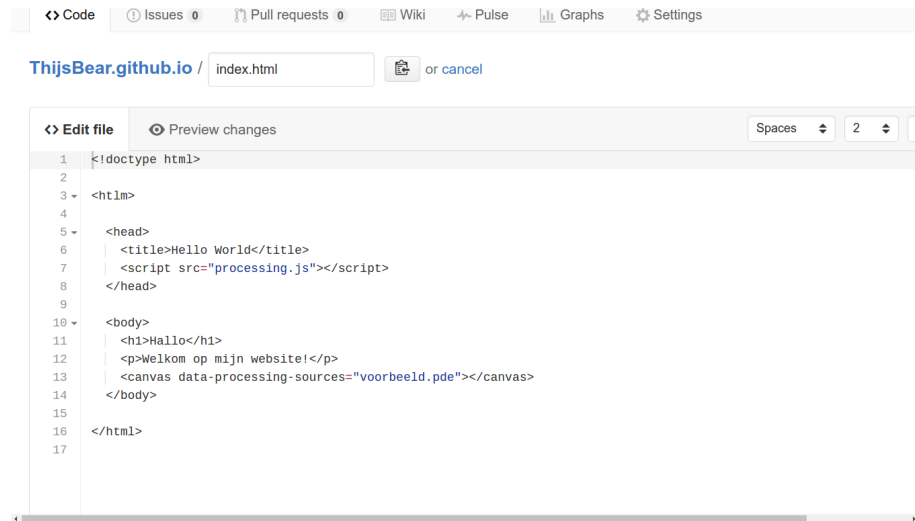 Code Issues 0 Pull requests 0 Wiki Pulse Graphs Settings
ThijsBear.github.io / index.html or cancel
Edit file Preview changes Spaces 2
1 <!doctype html>
2
3 <htlm>
4
5 <head>
6 <title>Hello World</title>
7 <script src="processing.js"></script>
8 </head>
9
10 <body>
11 <h1>Hallo</h1>
12 <p>Welkom op mijn website!</p>
13 <canvas data-processing-sources="voorbeeld.pde"></canvas>
14 </body>
15
16 </html>
17